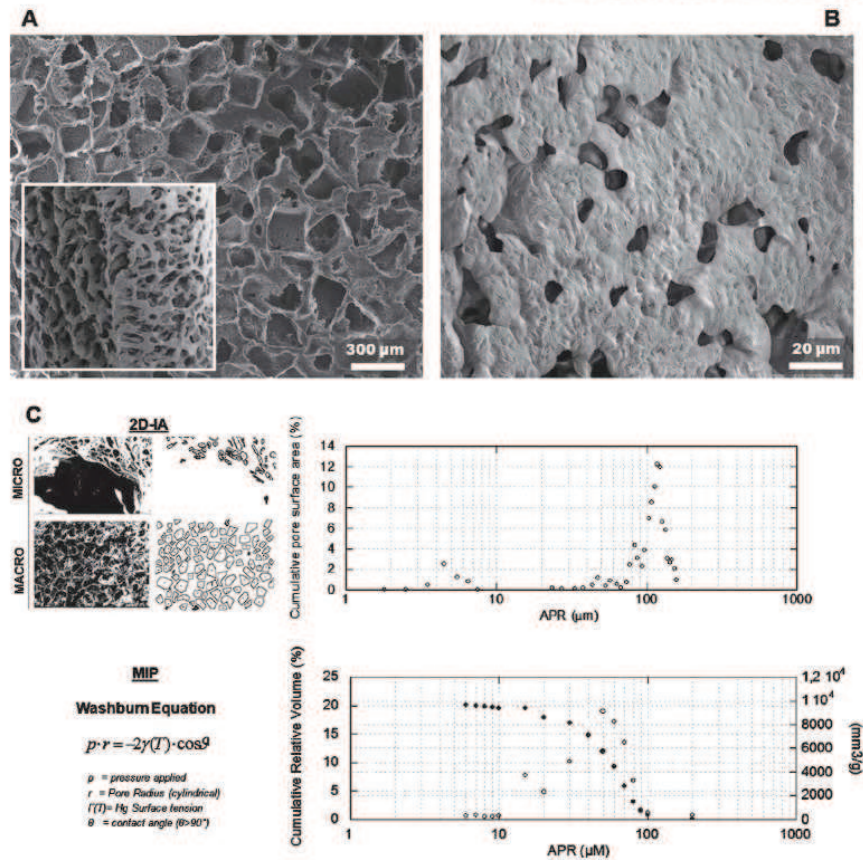 A
B
300 µm
20 µm
C
2D-IA
MICRO
MACRO
Cumulative pore surface area (%)
14
12
10
8
6
4
2
0
1
10
100
1000
APR (µm)
MIP
Washburn Equation
p·r = -2γ(T)·cosϑ
p = pressure applied
r = Pore Radius (cylindrical)
Γ(T)= Hg Surface tension
θ = contact angle (θ>90°)
Cumulative Relative Volume (%)
25
20
15
10
5
0
1,2 10⁴
10⁴
8000
6000
4000
2000
0
(mm3/g)
1
10
100
1000
APR (µM)